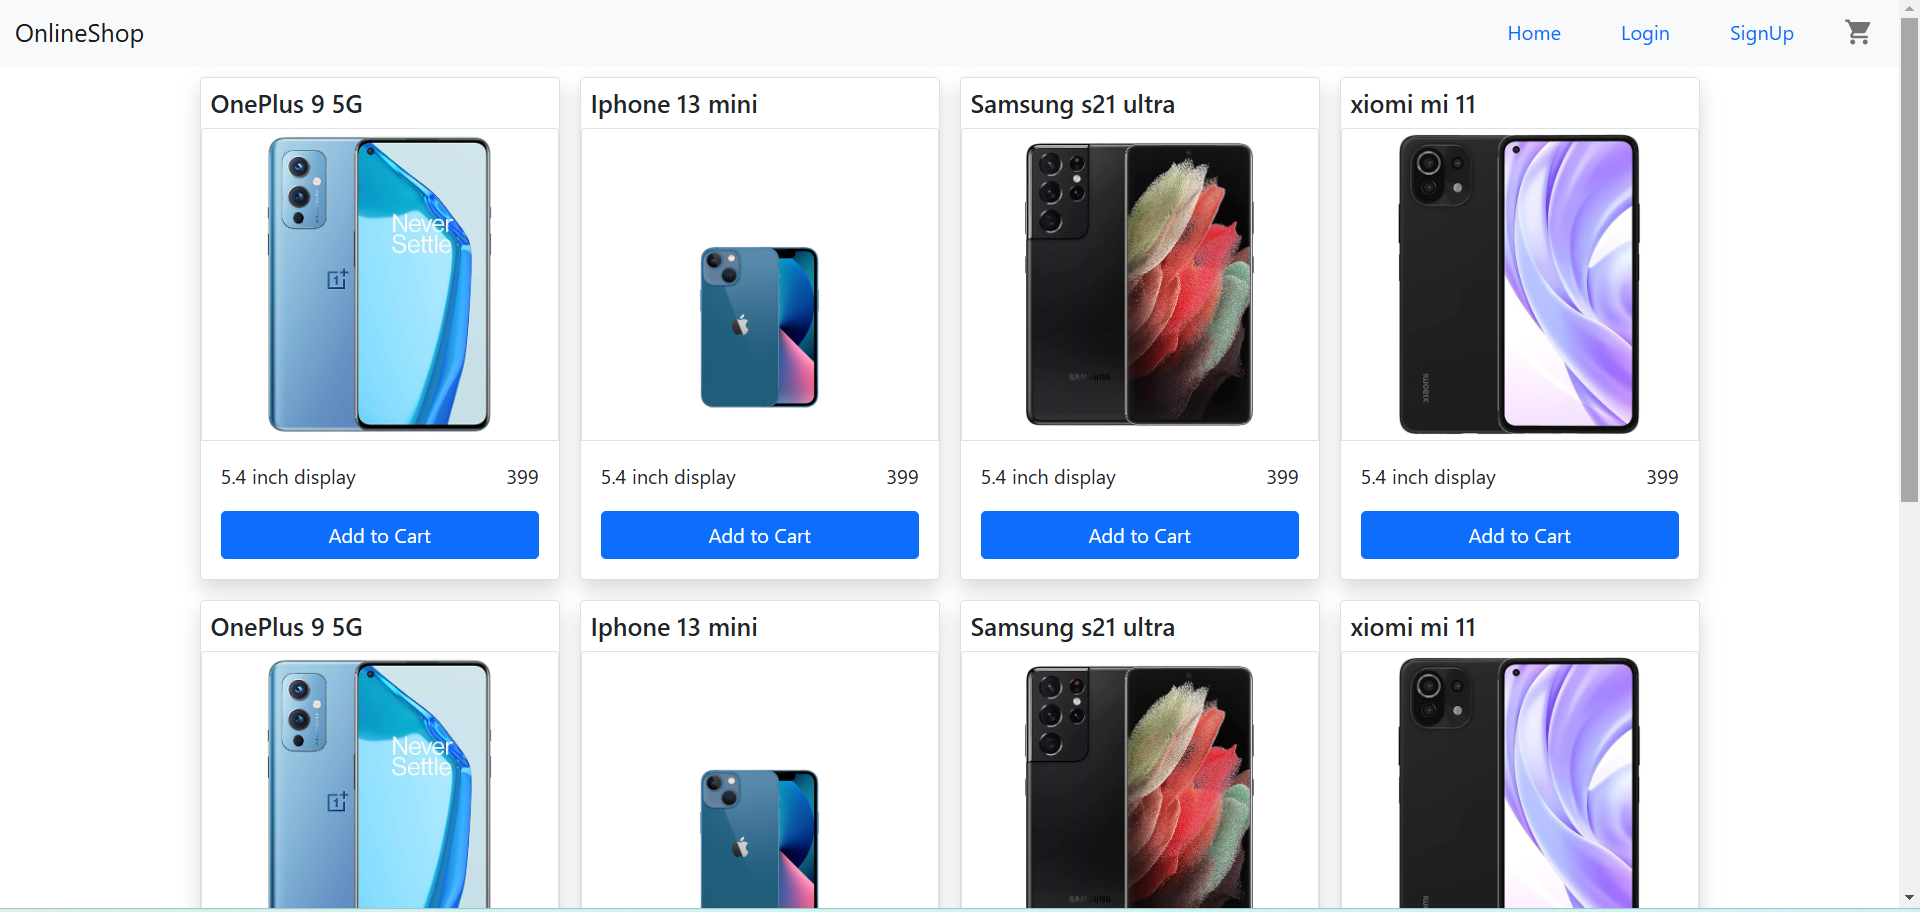 OnlineShop Home Login SignUp
OnePlus 9 5G Iphone 13 mini Samsung s21 ultra xiomi mi 11
Never
Settle
SAMSUNG
XIAOMI
5.4 inch display 399 5.4 inch display 399 5.4 inch display 399 5.4 inch display 399
Add to Cart Add to Cart Add to Cart Add to Cart
OnePlus 9 5G Iphone 13 mini Samsung s21 ultra xiomi mi 11
Never
Settle